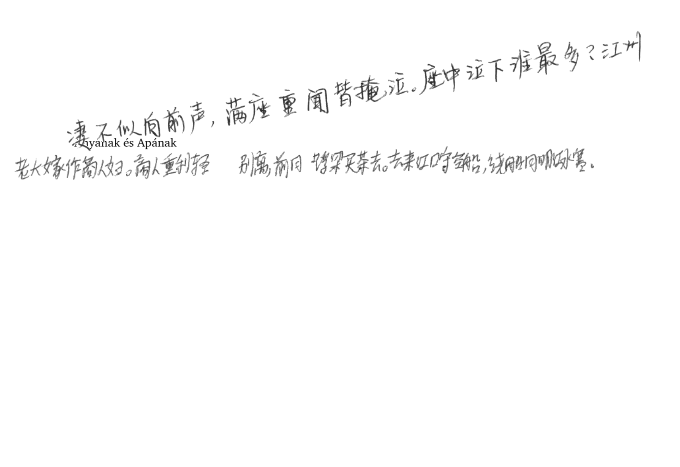 凄不似向前声,满座重闻皆掩泣。座中泣下谁最多?江州
Anyanak és Apának
老大嫁作商人妇。商人重利轻别离,前月浮梁买茶去。去来江口守空船,绕船月明江水寒。